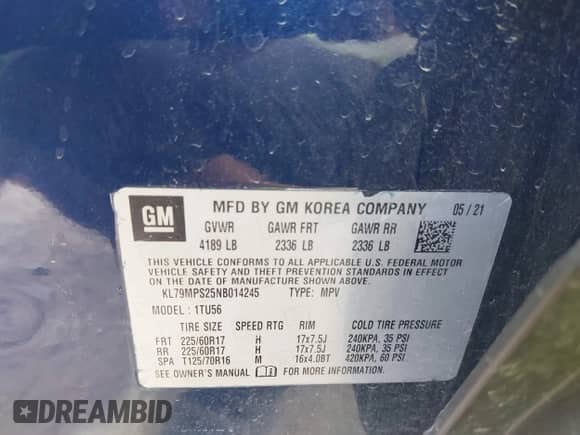 GM
MFD BY GM KOREA COMPANY 05 / 21
GVWR GAWR FRT GAWR RR
4189 LB 2336 LB 2336 LB
THIS VEHICLE CONFORMS TO ALL APPLICABLE U.S. FEDERAL MOTOR
VEHICLE SAFETY AND THEFT PREVENTION STANDARDS IN EFFECT ON
THE DATE OF MANUFACTURE SHOWN ABOVE.
KL79MPS25NB014245 TYPE: MPV
MODEL : 1TU56
TIRE SIZE SPEED RTG RIM COLD TIRE PRESSURE
FRT 225/60R17 H 17x7.5J 240KPA, 35 PSI
RR 225/60R17 H 17x7.5J 240KPA, 35 PSI
SPA T125/70R16 M 16x4.0BT 420KPA, 60 PSI
SEE OWNER'S MANUAL FOR MORE INFORMATION.
DREAMBID